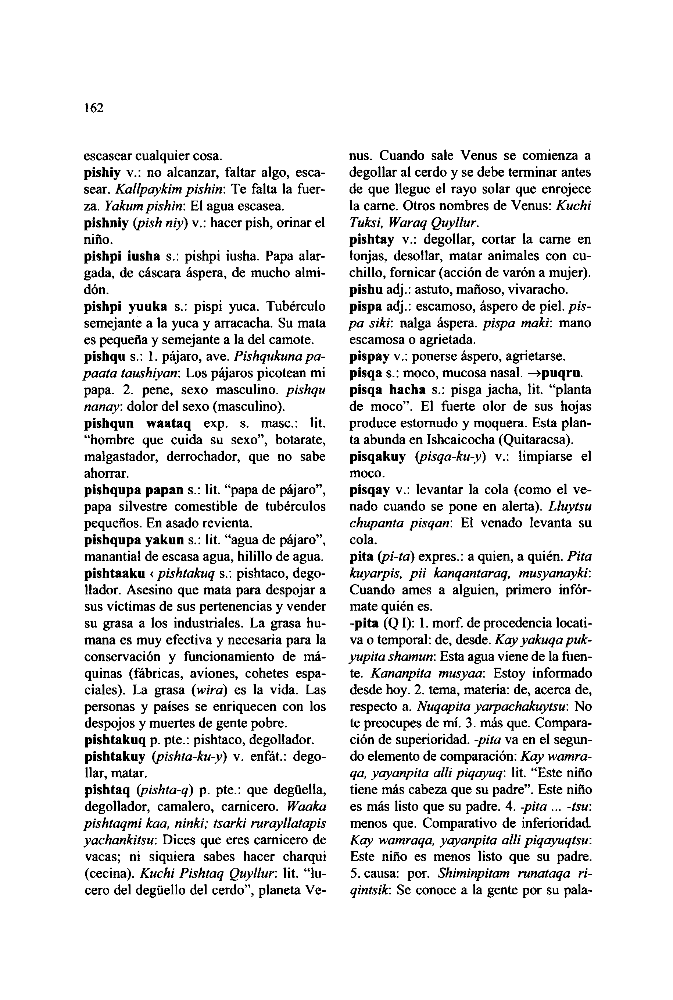 162
escasear cualquier cosa.
pishiy v.: no alcanzar, faltar algo, esca-
sear. Kallpaykim pishin: Te falta la fuer-
za. Yakum pishin: El agua escasea.
pishniy (pish niy) v.: hacer pish, orinar el
niño.
pishpi iusha s.: pishpi iusha. Papa alar-
gada, de cáscara áspera, de mucho almi-
dón.
pishpi yuuka s.: pispi yuca. Tubérculo
semejante a la yuca y arracacha. Su mata
es pequeña y semejante a la del camote.
pishqu s.: 1. pájaro, ave. Pishqukuna pa-
paata taushiyan: Los pájaros picotean mi
papa. 2. pene, sexo masculino. pishqu
nanay: dolor del sexo (masculino).
pishqun waataq exp. s. masc.: lit.
“hombre que cuida su sexo”, botarate,
malgastador, derrochador, que no sabe
ahorrar.
pishqupa papan s.: lit. “papa de pájaro”,
papa silvestre comestible de tubérculos
pequeños. En asado revienta.
pishqupa yakun s.: lit. “agua de pájaro”,
manantial de escasa agua, hilillo de agua.
pishtaaku ‹ pishtakuq s.: pishtaco, dego-
llador. Asesino que mata para despojar a
sus víctimas de sus pertenencias y vender
su grasa a los industriales. La grasa hu-
mana es muy efectiva y necesaria para la
conservación y funcionamiento de má-
quinas (fábricas, aviones, cohetes espa-
ciales). La grasa (wira) es la vida. Las
personas y países se enriquecen con los
despojos y muertes de gente pobre.
pishtakuq p. pte.: pishtaco, degollador.
pishtakuy (pishta-ku-y) v. enfát.: dego-
llar, matar.
pishtaq (pishta-q) p. pte.: que degüella,
degollador, camalero, carnicero. Waaka
pishtaqmi kaa, ninki; tsarki rurayllatapis
yachankitsu: Dices que eres carnicero de
vacas; ni siquiera sabes hacer charqui
(cecina). Kuchi Pishtaq Quyllur: lit. “lu-
cero del degüello del cerdo”, planeta Ve-
nus. Cuando sale Venus se comienza a
degollar al cerdo y se debe terminar antes
de que llegue el rayo solar que enrojece
la carne. Otros nombres de Venus: Kuchi
Tuksi, Waraq Quyllur.
pishtay v.: degollar, cortar la carne en
lonjas, desollar, matar animales con cu-
chillo, fornicar (acción de varón a mujer).
pishu adj.: astuto, mañoso, vivaracho.
pispa adj.: escamoso, áspero de piel. pis-
pa siki: nalga áspera. pispa maki: mano
escamosa o agrietada.
pispay v.: ponerse áspero, agrietarse.
pisqa s.: moco, mucosa nasal. →puqru.
pisqa hacha s.: pisga jacha, lit. “planta
de moco”. El fuerte olor de sus hojas
produce estornudo y moquera. Esta plan-
ta abunda en Ishcaicocha (Quitaracsa).
pisqakuy (pisqa-ku-y) v.: limpiarse el
moco.
pisqay v.: levantar la cola (como el ve-
nado cuando se pone en alerta). Lluytsu
chupanta pisqan: El venado levanta su
cola.
pita (pi-ta) expres.: a quien, a quién. Pita
kuyarpis, pii kanqantaraq, musyanayki:
Cuando ames a alguien, primero infór-
mate quién es.
-pita (Q I): 1. morf. de procedencia locati-
va o temporal: de, desde. Kay yakuqa puk-
yupita shamun: Esta agua viene de la fuen-
te. Kananpita musyaa: Estoy informado
desde hoy. 2. tema, materia: de, acerca de,
respecto a. Nuqapita yarpachakuytsu: No
te preocupes de mí. 3. más que. Compara-
ción de superioridad. -pita va en el segun-
do elemento de comparación: Kay wamra-
qa, yayanpita alli piqayuq: lit. “Este niño
tiene más cabeza que su padre”. Este niño
es más listo que su padre. 4. -pita ... -tsu:
menos que. Comparativo de inferioridad.
Kay wamraqa, yayanpita alli piqayuqtsu:
Este niño es menos listo que su padre.
5. causa: por. Shiminpitam runataqa ri-
qintsik: Se conoce a la gente por su pala-